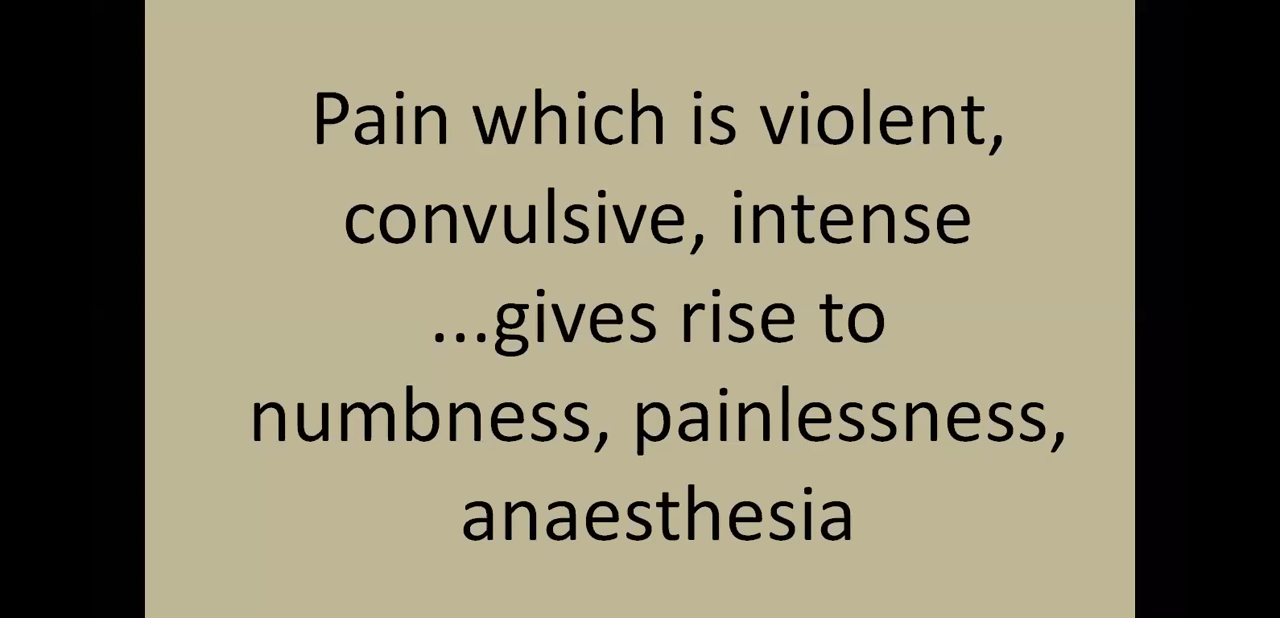 Pain which is violent,
convulsive, intense
...gives rise to
numbness, painlessness,
anaesthesia